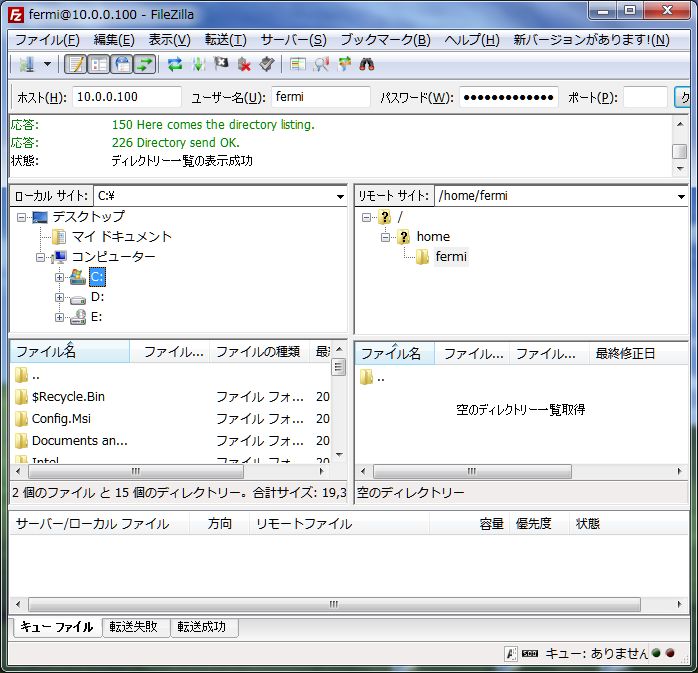 fermi@10.0.0.100 - FileZilla
ファイル(F) 編集(E) 表示(V) 転送(T) サーバー(S) ブックマーク(B) ヘルプ(H) 新バージョンがあります!(N)
ホスト(H): 10.0.0.100 ユーザー名(U): fermi パスワード(W): ●●●●●●●●●●●●● ポート(P): ク
応答: 150 Here comes the directory listing.
応答: 226 Directory send OK.
状態: ディレクトリー一覧の表示成功
ローカル サイト: C:¥
デスクトップ
マイ ドキュメント
コンピューター
C:
D:
E:
リモート サイト: /home/fermi
/
home
fermi
ファイル名 ファイル... ファイルの種類 最終
..
$Recycle.Bin ファイル フォ... 20
Config.Msi ファイル フォ... 20
Documents an... ファイル フォ... 20
Intel ファイル フォ... 20
2 個のファイル と 15 個のディレクトリー。合計サイズ: 19,3
ファイル名 ファイル... ファイル... 最終修正日
..
空のディレクトリー一覧取得
空のディレクトリー
サーバー/ローカル ファイル 方向 リモートファイル 容量 優先度 状態
キュー ファイル 転送失敗 転送成功
キュー: ありません